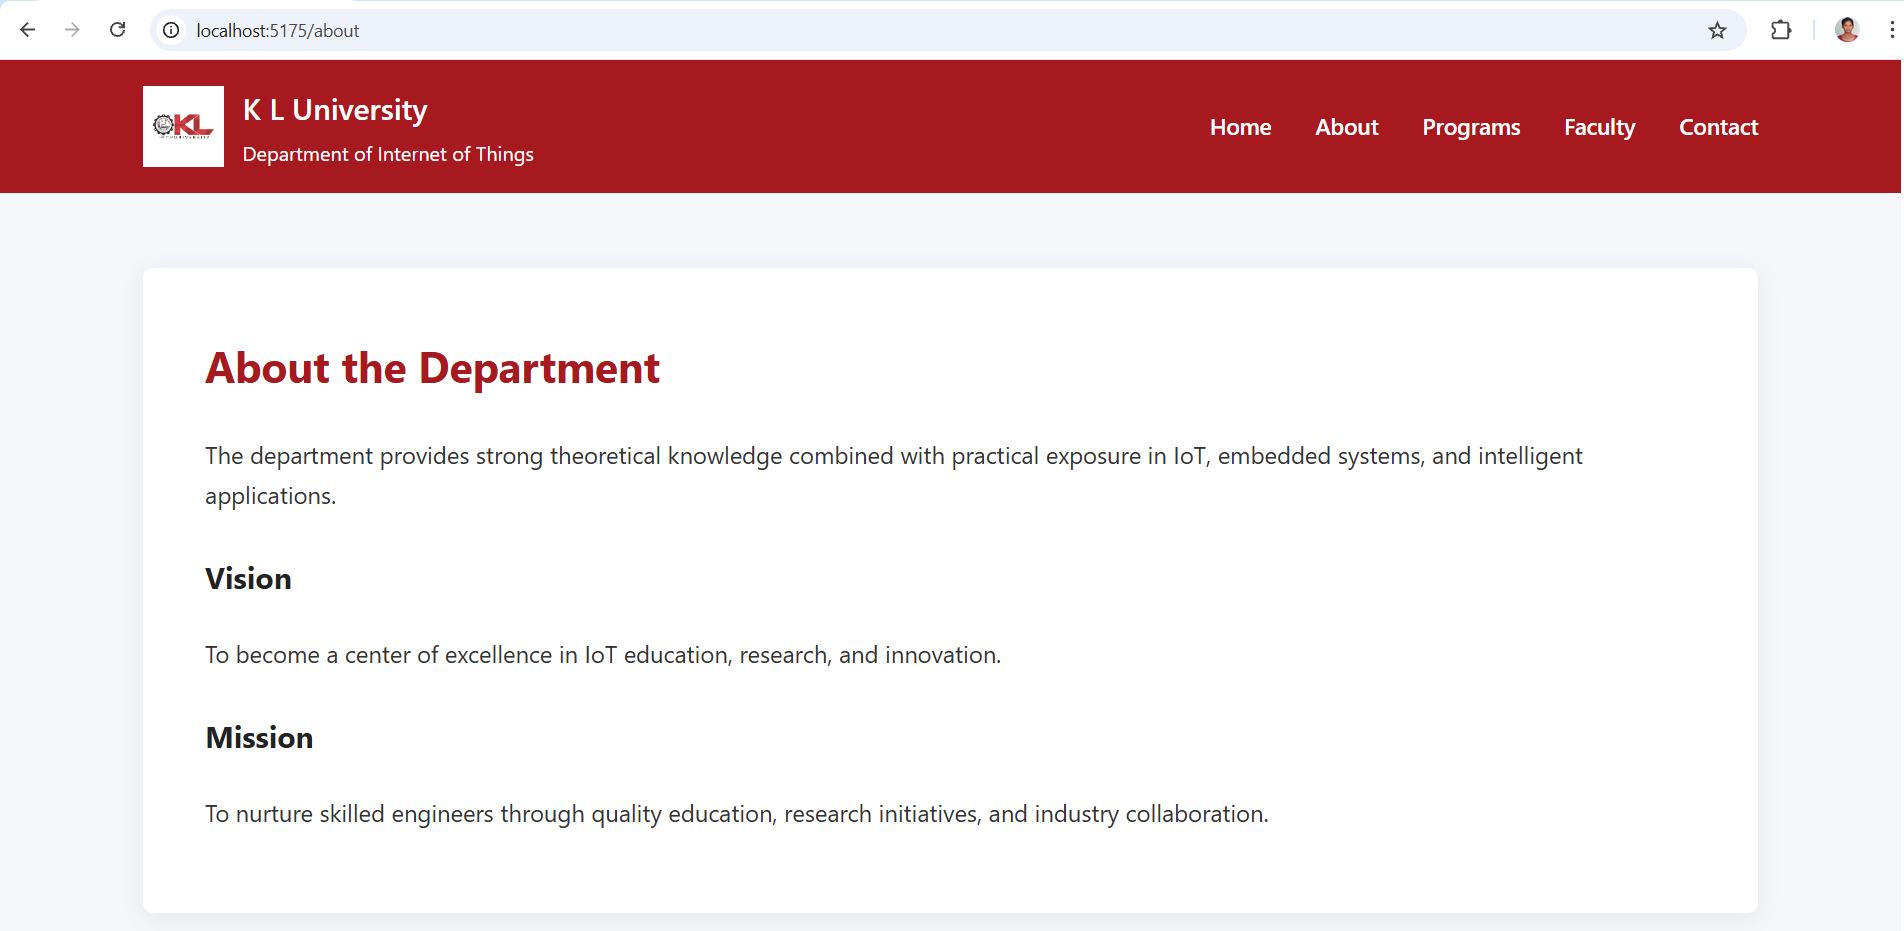 localhost:5175/about
KL
UNIVERSITY
K L University
Department of Internet of Things
Home About Programs Faculty Contact
About the Department
The department provides strong theoretical knowledge combined with practical exposure in IoT, embedded systems, and intelligent
applications.
Vision
To become a center of excellence in IoT education, research, and innovation.
Mission
To nurture skilled engineers through quality education, research initiatives, and industry collaboration.